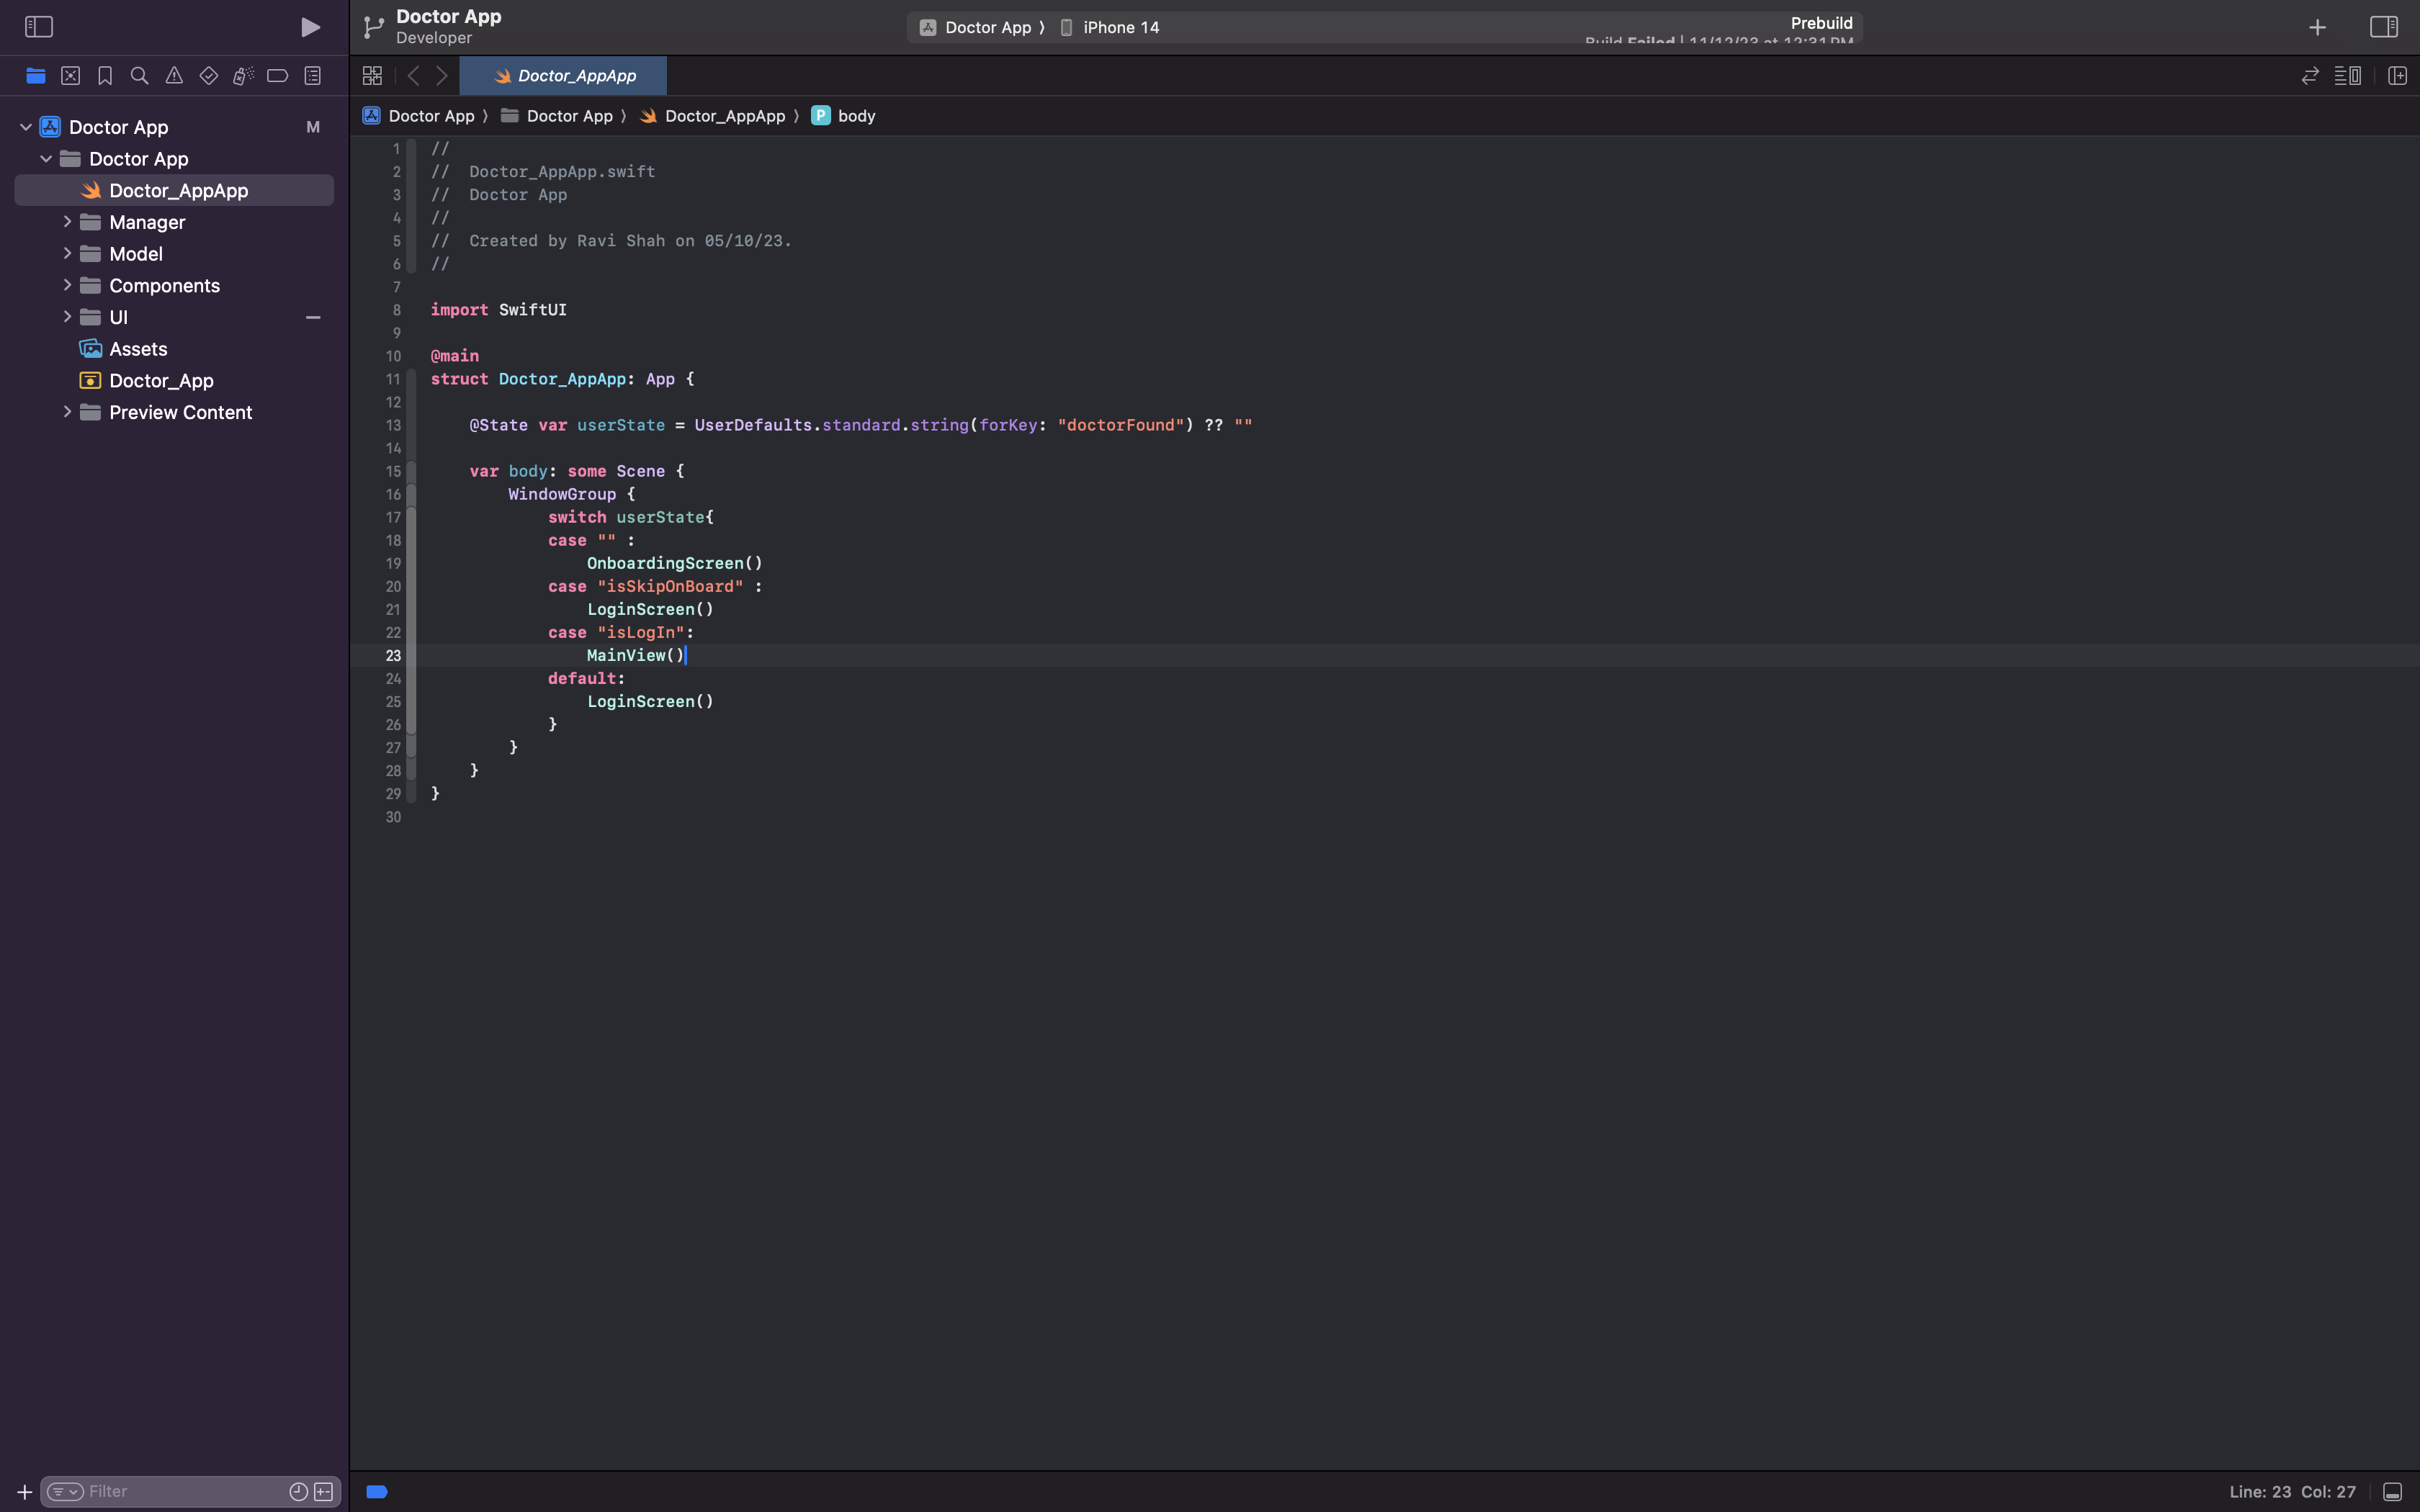 Doctor App
Developer
Doctor App ⟩ iPhone 14
Prebuild
Build Failed | 11/12/23 at 12:31 PM
Doctor_AppApp
Doctor App ⟩ Doctor App ⟩ Doctor_AppApp ⟩ P body
Doctor App M
Doctor App
Doctor_AppApp
Manager
Model
Components
UI
Assets
Doctor_App
Preview Content
1 //
2 //  Doctor_AppApp.swift
3 //  Doctor App
4 //
5 //  Created by Ravi Shah on 05/10/23.
6 //
7
8 import SwiftUI
9
10 @main
11 struct Doctor_AppApp: App {
12
13     @State var userState = UserDefaults.standard.string(forKey: "doctorFound") ?? ""
14
15     var body: some Scene {
16         WindowGroup {
17             switch userState{
18             case "" :
19                 OnboardingScreen()
20             case "isSkipOnBoard" :
21                 LoginScreen()
22             case "isLogIn":
23                 MainView()
24             default:
25                 LoginScreen()
26             }
27         }
28     }
29 }
30
Filter
Line: 23 Col: 27